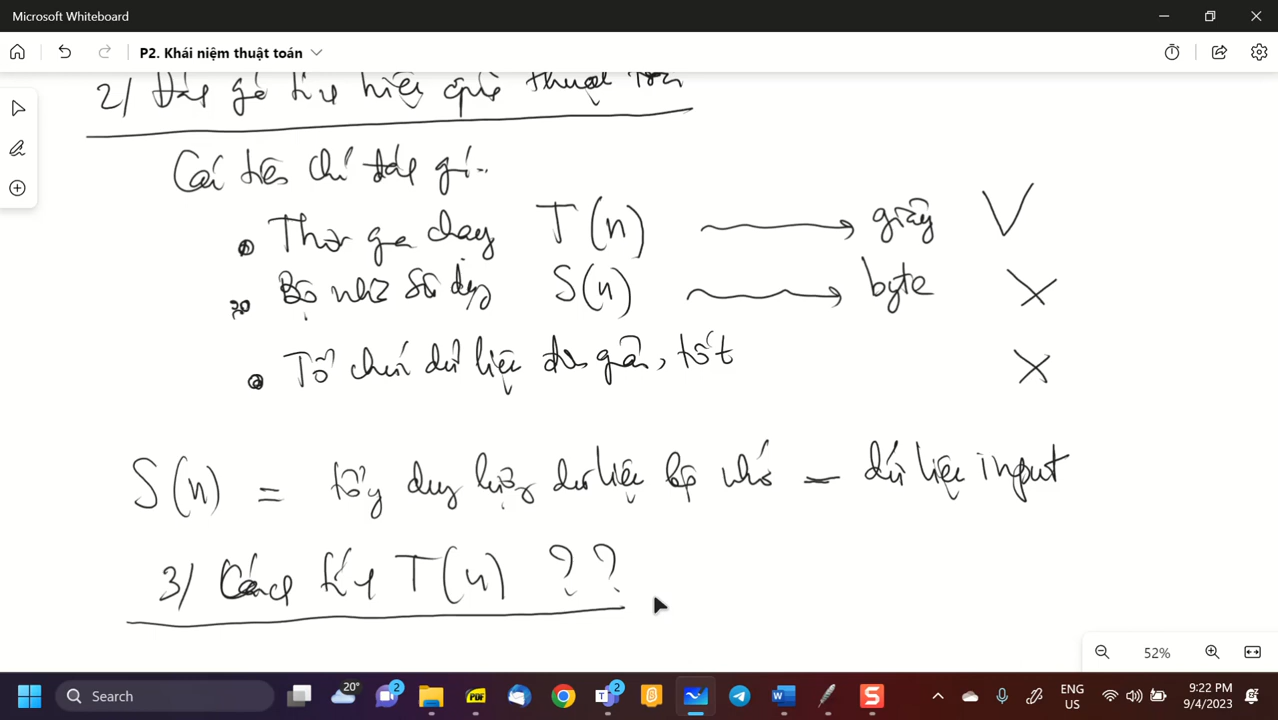 Microsoft Whiteboard
P2. Khái niệm thuật toán
2/ Đánh giá tính hiệu quả thuật toán
Các tiêu chí đánh giá..
Thời gian chạy T(n) → giây V
Bộ nhớ sử dụng S(n) → byte X
Tổ chức dữ liệu đơn giản, tốt X
S(n) = tổng dung lượng dữ liệu bộ nhớ - dữ liệu input
3/ Cách tính T(n) ??
52%
20°
2
2
Search
ENG
US
9:22 PM
9/4/2023